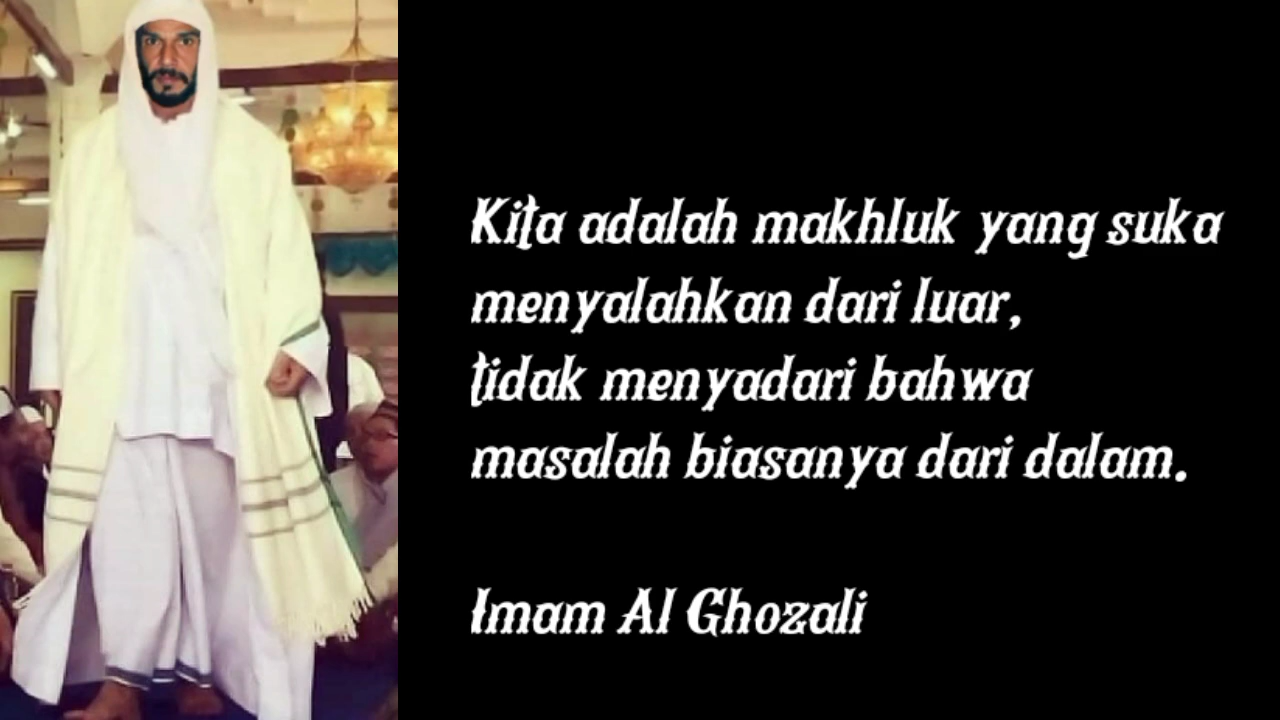 Kita adalah makhluk yang suka
menyalahkan dari luar,
tidak menyadari bahwa
masalah biasanya dari dalam.
Imam Al Ghozali